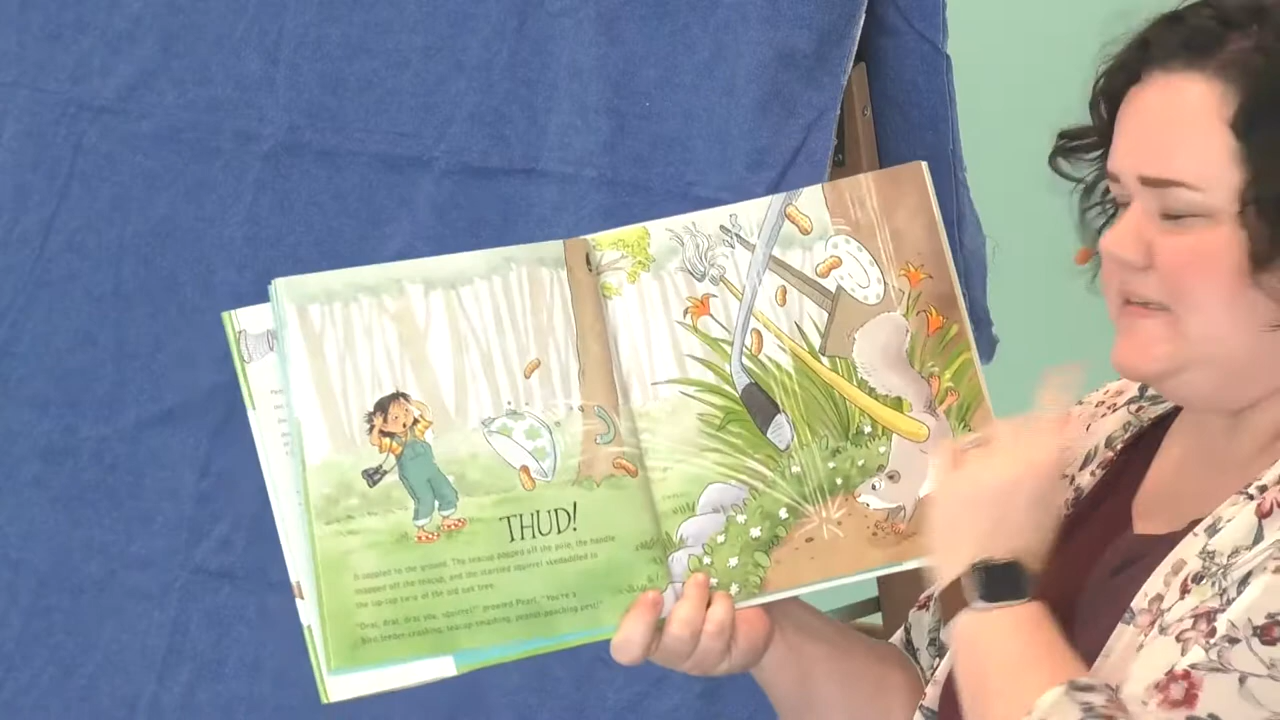 THUD!
It toppled to the ground. The teacup popped off the pole, the handle
snapped off the teacup, and the startled squirrel skedaddled to
the tip-top twig of the old oak tree.
"Drat, drat, drat you, squirrel!" growled Pearl. "You're a
bird feeder-crashing, teacup-smashing, peanut-poaching pest!"